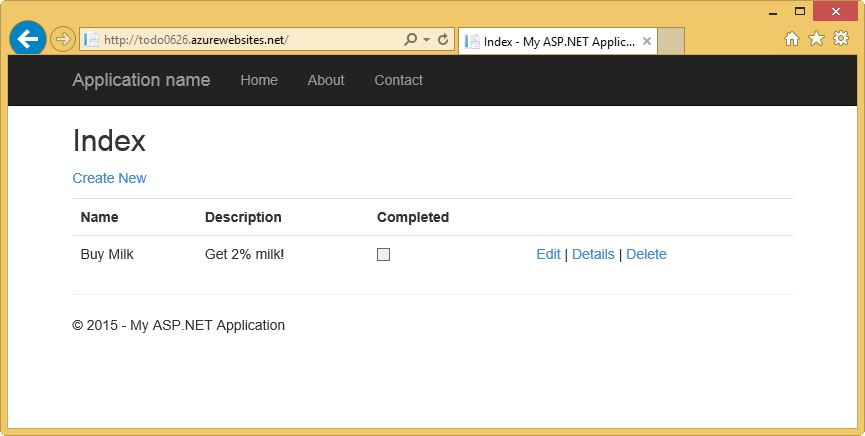 http://todo0626.azurewebsites.net/
Index - My ASP.NET Applic...
Application name Home About Contact
Index
Create New
Name Description Completed
Buy Milk Get 2% milk! Edit | Details | Delete
© 2015 - My ASP.NET Application